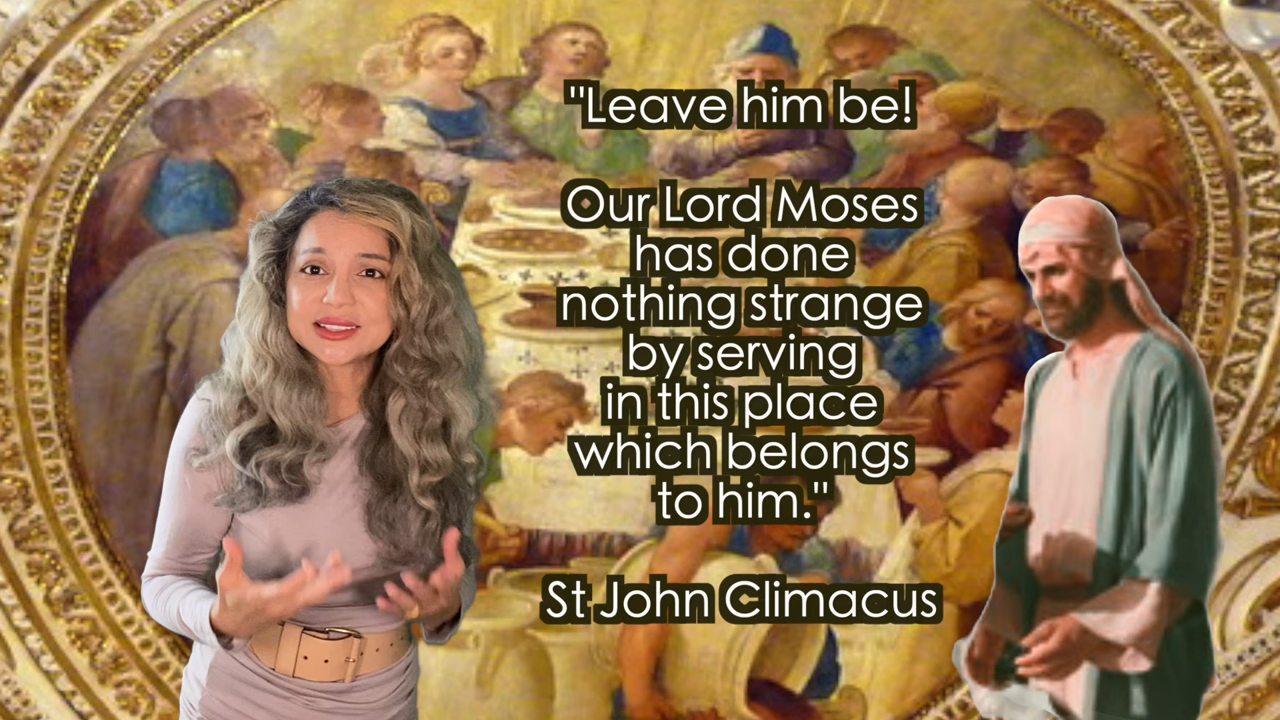 "Leave him be!
Our Lord Moses
has done
nothing strange
by serving
in this place
which belongs
to him."
St John Climacus